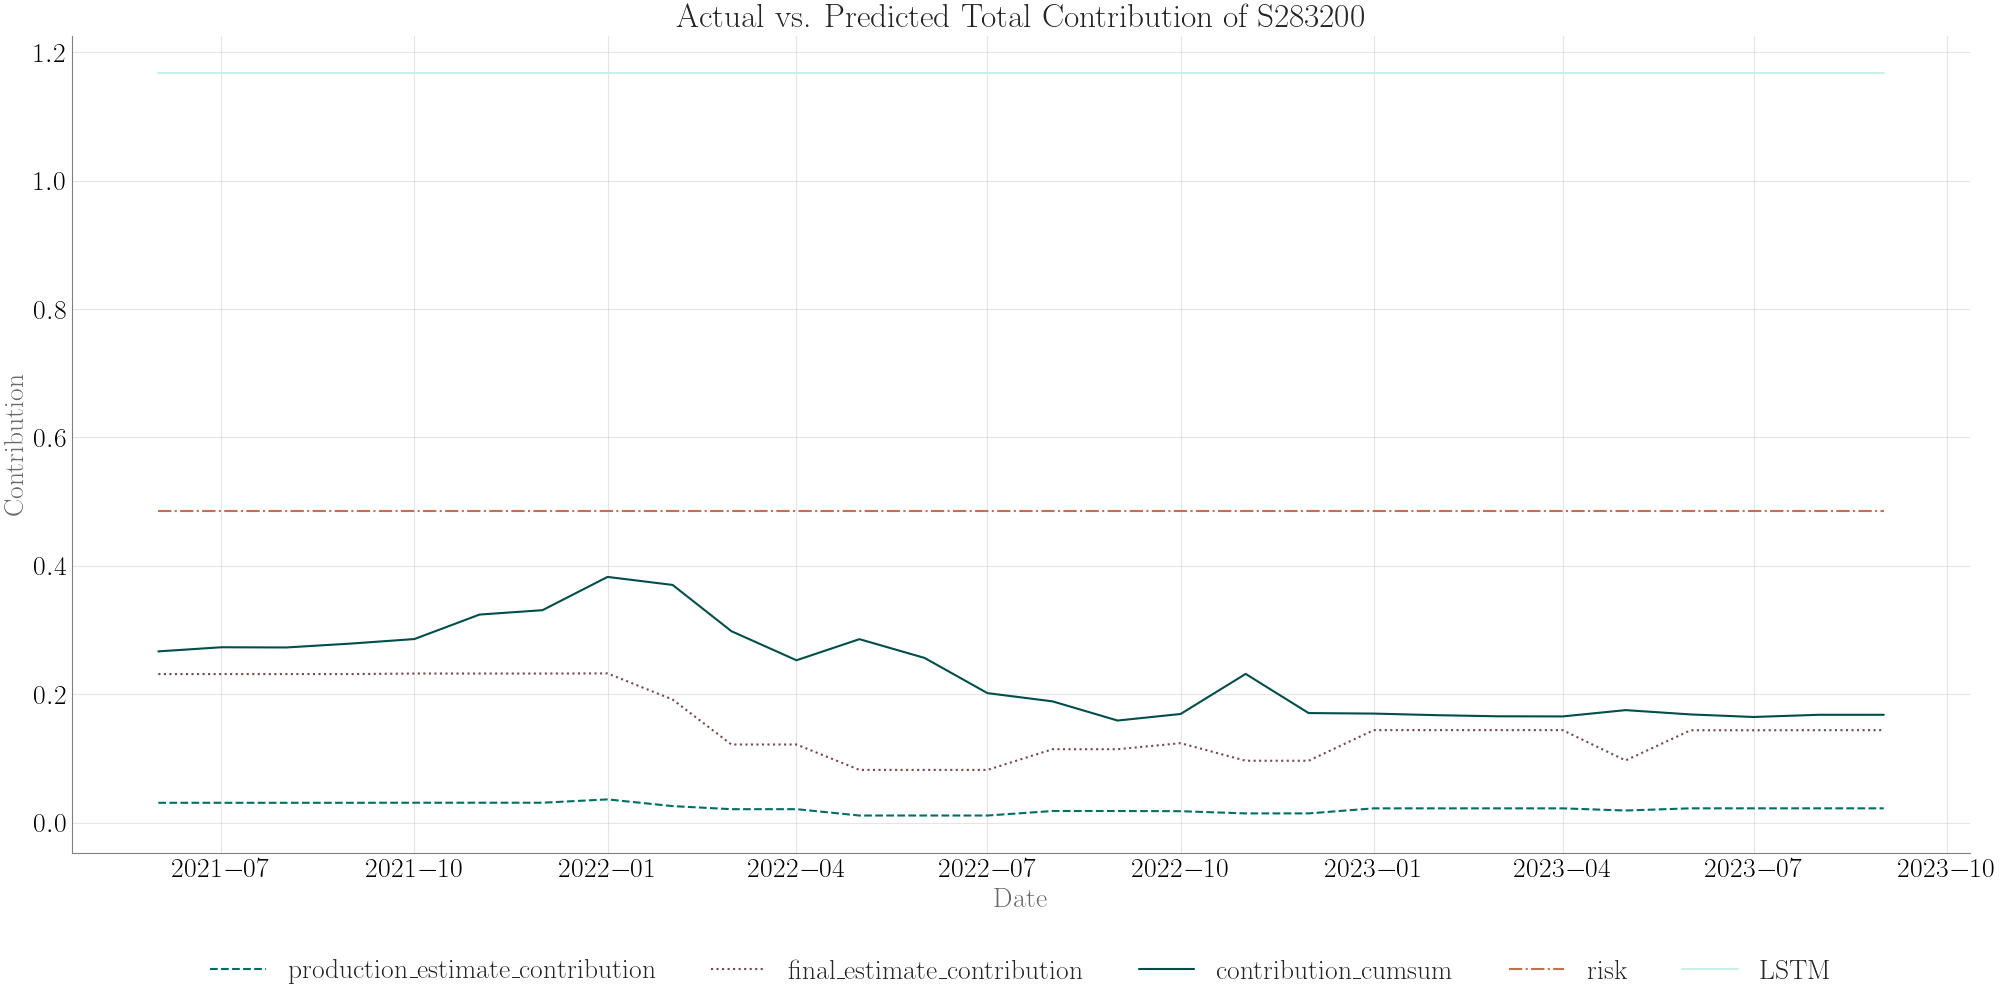 Actual vs. Predicted Total Contribution of S283200
1.2
1.0
0.8
0.6
0.4
0.2
0.0
Contribution
2021−07 2021−10 2022−01 2022−04 2022−07 2022−10 2023−01 2023−04 2023−07 2023−10
Date
production_estimate_contribution final_estimate_contribution contribution_cumsum risk LSTM